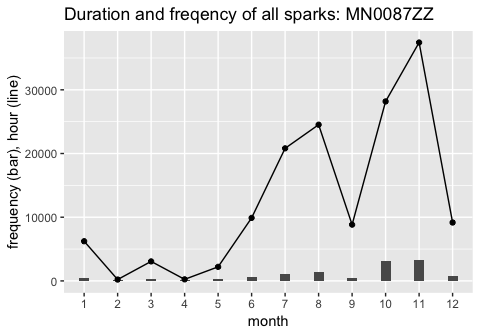 Duration and freqency of all sparks: MN0087ZZ
frequency (bar), hour (line)
30000
20000
10000
0
1 2 3 4 5 6 7 8 9 10 11 12
month